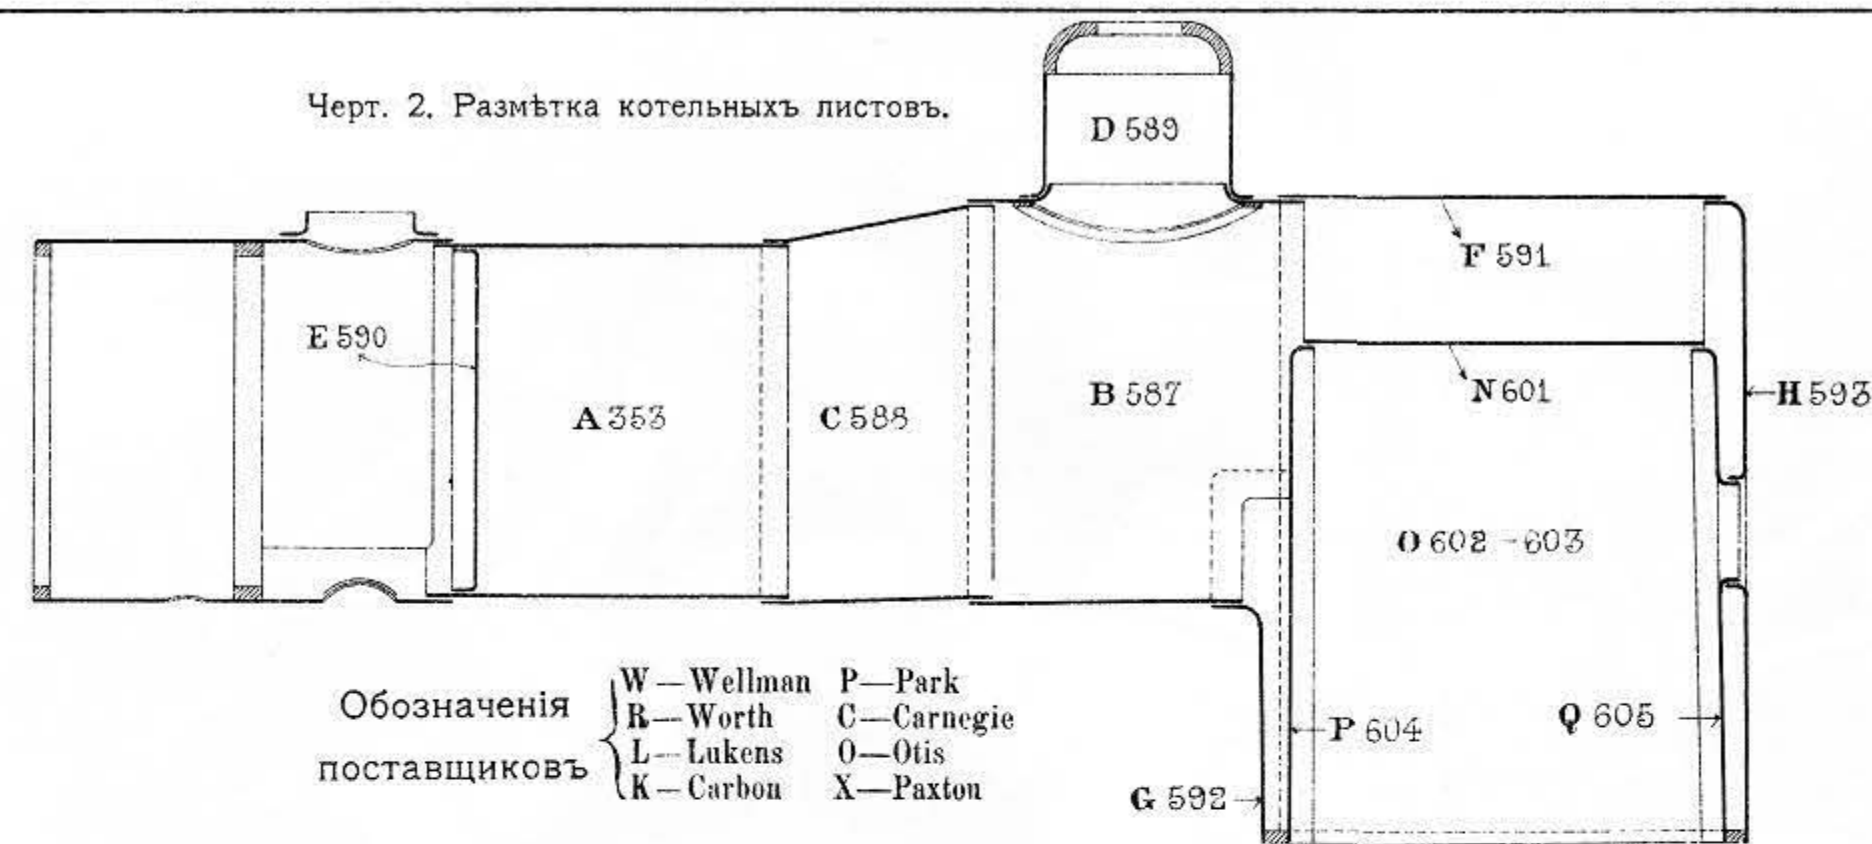 Черт. 2. Размѣтка котельныхъ листовъ.
D 589
F 591
E 590
N 601
H 593
B 587
A 353
C 588
O 602 – 603
Обозначенія поставщиковъ
W — Wellman P — Park
R — Worth C — Carnegie
L — Lukens O — Otis
K — Carbon X — Paxton
P 604
Q 605
G 592